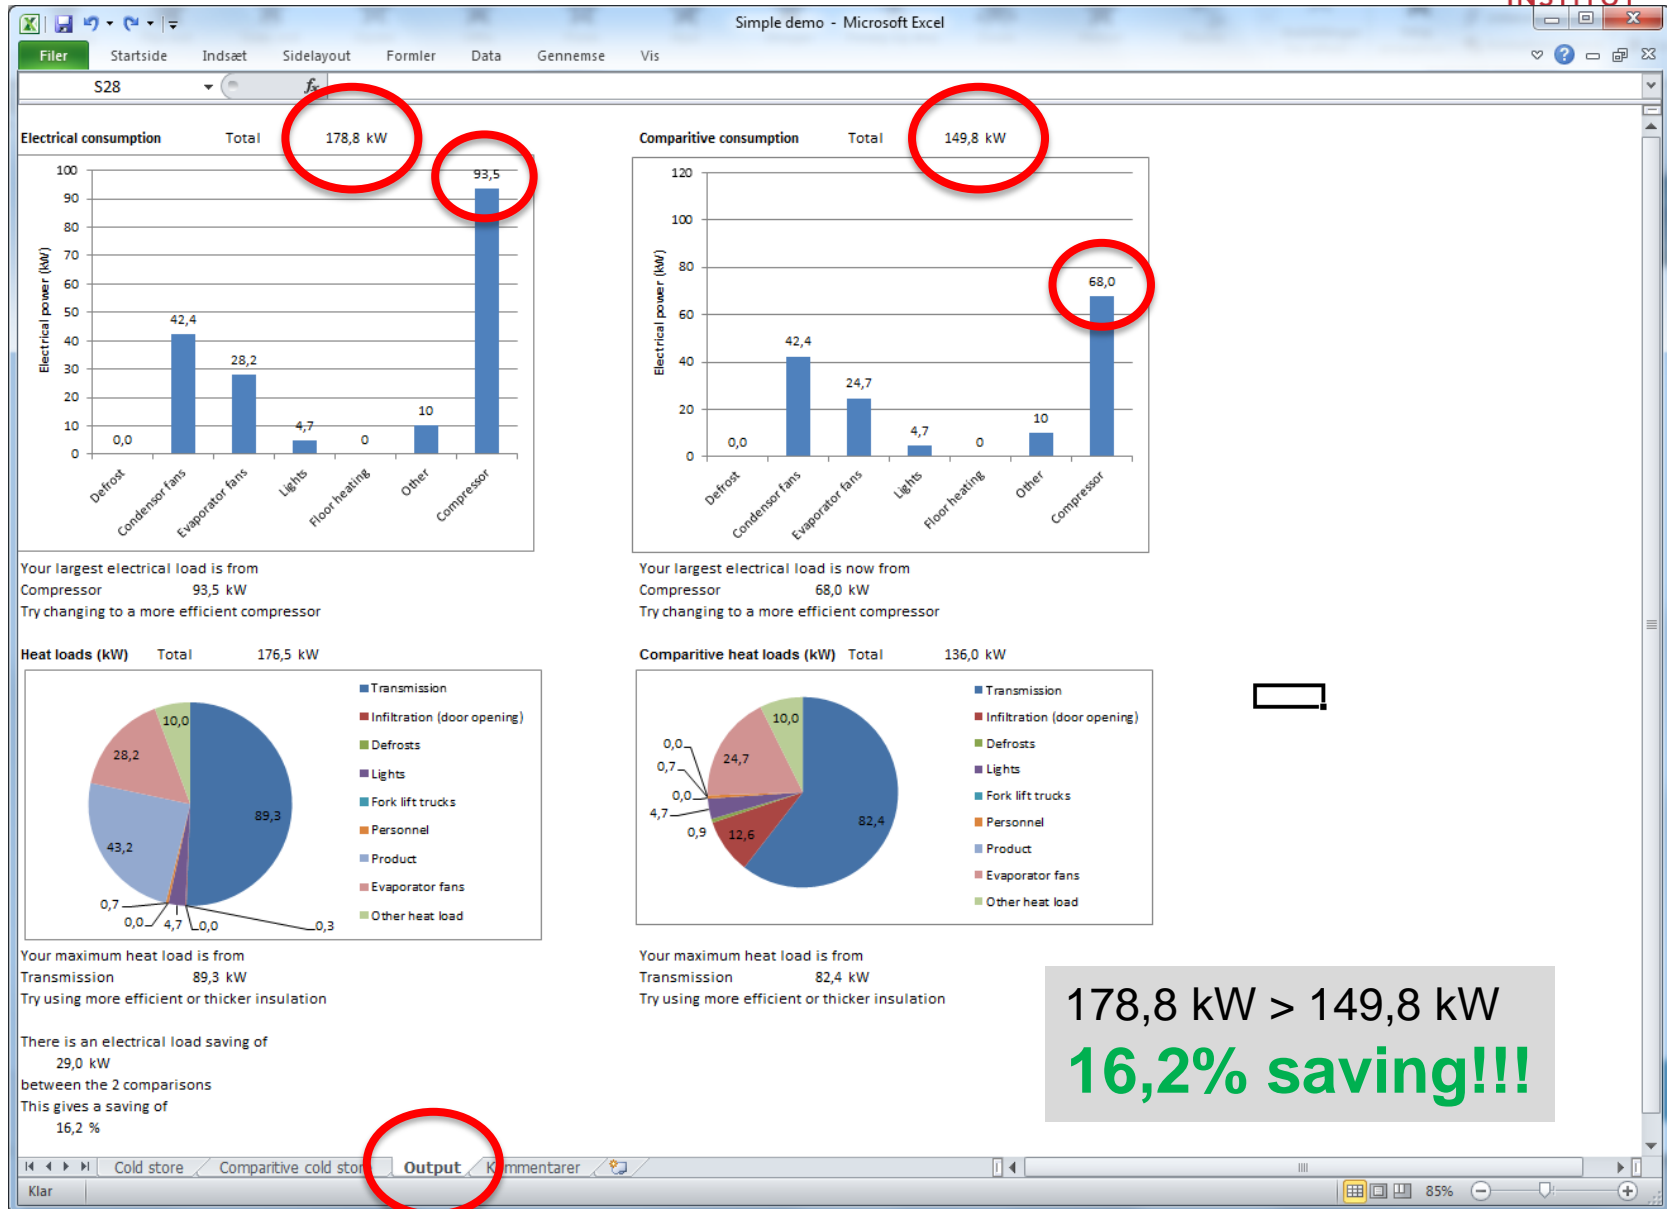 INSTITUT
Simple demo - Microsoft Excel
Filer Startside Indsæt Sidelayout Formler Data Gennemse Vis
S28 fx
Electrical consumption Total 178,8 kW
100
90
80
70
60
50
40
30
20
10
0
Electrical power (kW)
0,0 42,4 28,2 4,7 0 10 93,5
Defrost Condensor fans Evaporator fans Lights Floor heating Other Compressor
Your largest electrical load is from
Compressor 93,5 kW
Try changing to a more efficient compressor
Comparitive consumption Total 149,8 kW
120
100
80
60
40
20
0
Electrical power (kW)
0,0 42,4 24,7 4,7 0 10 68,0
Defrost Condensor fans Evaporator fans Lights Floor heating Other Compressor
Your largest electrical load is now from
Compressor 68,0 kW
Try changing to a more efficient compressor
Heat loads (kW) Total 176,5 kW
10,0
28,2
89,3
43,2
0,7
0,0 4,7 0,0 0,3
Transmission
Infiltration (door opening)
Defrosts
Lights
Fork lift trucks
Personnel
Product
Evaporator fans
Other heat load
Your maximum heat load is from
Transmission 89,3 kW
Try using more efficient or thicker insulation
Comparitive heat loads (kW) Total 136,0 kW
10,0
0,0
24,7
0,7
0,0
4,7
82,4
0,9 12,6
Transmission
Infiltration (door opening)
Defrosts
Lights
Fork lift trucks
Personnel
Product
Evaporator fans
Other heat load
Your maximum heat load is from
Transmission 82,4 kW
Try using more efficient or thicker insulation
There is an electrical load saving of
29,0 kW
between the 2 comparisons
This gives a saving of
16,2 %
178,8 kW > 149,8 kW
16,2% saving!!!
Cold store Comparitive cold stor Output Kommentarer
Klar 85%